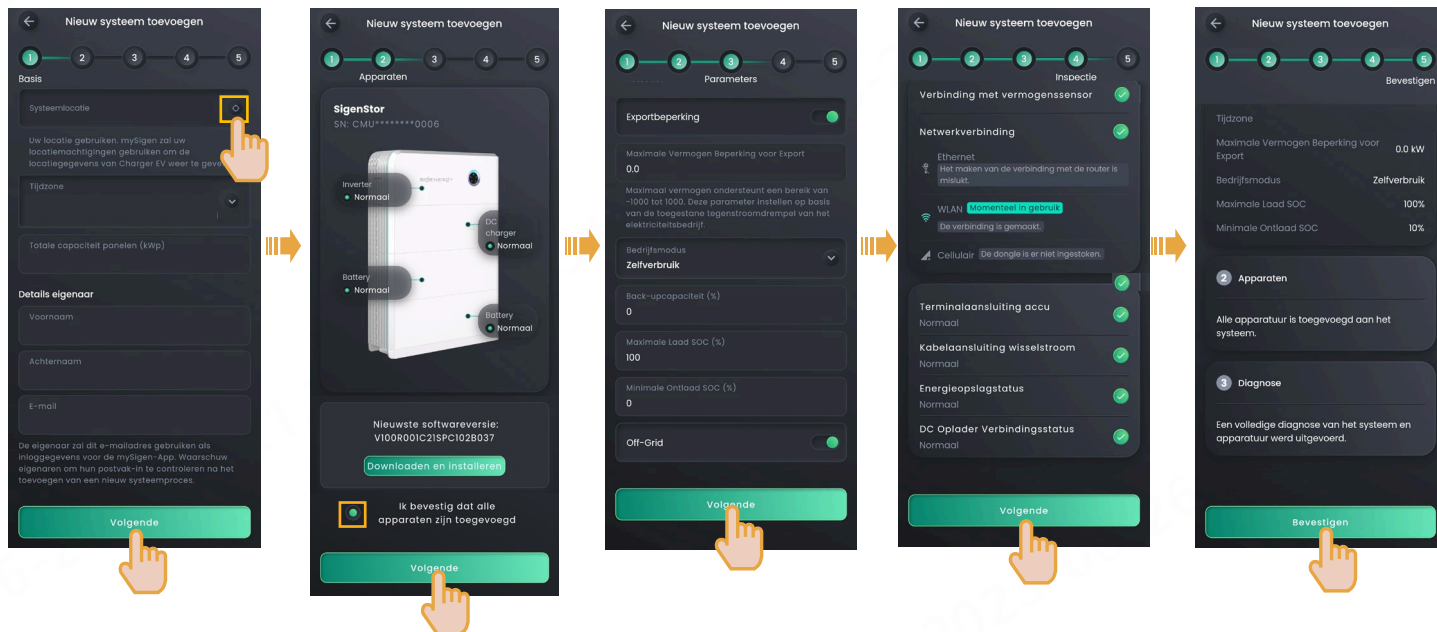 Nieuw systeem toevoegen
1 2 3 4 5
Basis
Systeemlocatie
Uw locatie gebruiken. mySigen zal uw
locatiemachtigingen gebruiken om de
locatiegegevens van Charger EV weer te geve
Tijdzone
Totale capaciteit panelen (kWp)
Details eigenaar
Voornaam
Achternaam
E-mail
De eigenaar zal dit e-mailadres gebruiken als
inloggegevens voor de mySigen-App. Waarschuw
eigenaren om hun postvak-in te controleren na het
toevoegen van een nieuw systeemproces.
Volgende
Nieuw systeem toevoegen
1 2 3 4 5
Apparaten
SigenStor
SN: CMU********0006
Inverter
Normaal
DC
charger
Normaal
Battery
Normaal
Battery
Normaal
Nieuwste softwareversie:
V100R001C21SPC102B037
Downloaden en installeren
Ik bevestig dat alle
apparaten zijn toegevoegd
Volgende
Nieuw systeem toevoegen
1 2 3 4 5
Parameters
Exportbeperking
Maximale Vermogen Beperking voor Export
0.0
Maximaal vermogen ondersteunt een bereik van
-1000 tot 1000. Deze parameter instellen op basis
van de toegestane tegenstroomdrempel van het
elektriciteitsbedrijf.
Bedrijfsmodus
Zelfverbruik
Back-upcapaciteit (%)
0
Maximale Laad SOC (%)
100
Minimale Ontlaad SOC (%)
0
Off-Grid
Volgende
Nieuw systeem toevoegen
1 2 3 4 5
Inspectie
Verbinding met vermogenssensor
Netwerkverbinding
Ethernet
Het maken van de verbinding met de router is
mislukt.
WLAN Momenteel in gebruik
De verbinding is gemaakt.
Cellulair De dongle is er niet ingestoken.
Terminalaansluiting accu
Normaal
Kabelaansluiting wisselstroom
Normaal
Energieopslagstatus
Normaal
DC Oplader Verbindingsstatus
Normaal
Volgende
Nieuw systeem toevoegen
1 2 3 4 5
Bevestigen
Tijdzone
Maximale Vermogen Beperking voor
Export 0.0 kW
Bedrijfsmodus Zelfverbruik
Maximale Laad SOC 100%
Minimale Ontlaad SOC 10%
2 Apparaten
Alle apparatuur is toegevoegd aan het
systeem.
3 Diagnose
Een volledige diagnose van het systeem en
apparatuur werd uitgevoerd.
Bevestigen